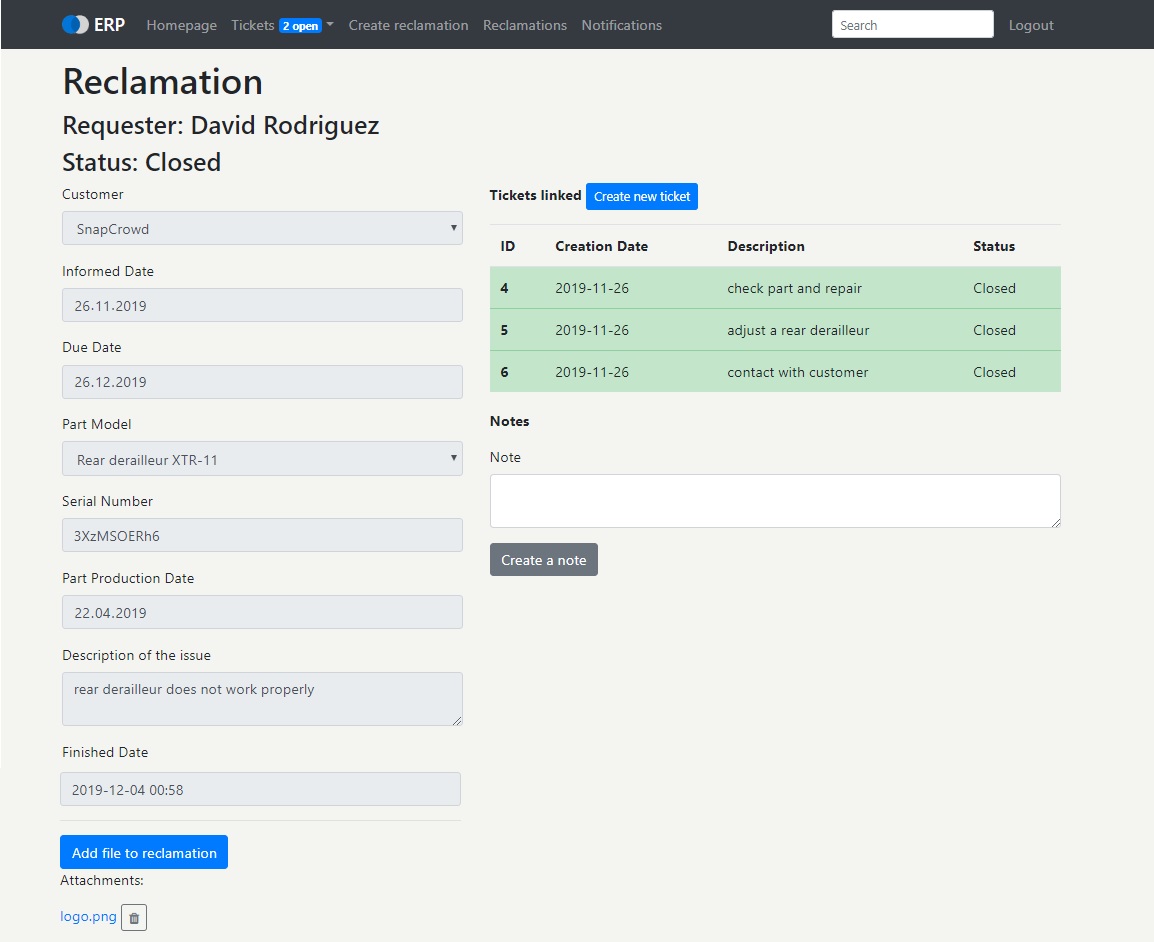 ERP Homepage Tickets 2 open Create reclamation Reclamations Notifications Search Logout
Reclamation
Requester: David Rodriguez
Status: Closed
Customer
SnapCrowd
Informed Date
26.11.2019
Due Date
26.12.2019
Part Model
Rear derailleur XTR-11
Serial Number
3XzMSOERh6
Part Production Date
22.04.2019
Description of the issue
rear derailleur does not work properly
Finished Date
2019-12-04 00:58
Add file to reclamation
Attachments:
logo.png
Tickets linked Create new ticket
ID Creation Date Description Status
4 2019-11-26 check part and repair Closed
5 2019-11-26 adjust a rear derailleur Closed
6 2019-11-26 contact with customer Closed
Notes
Note
Create a note